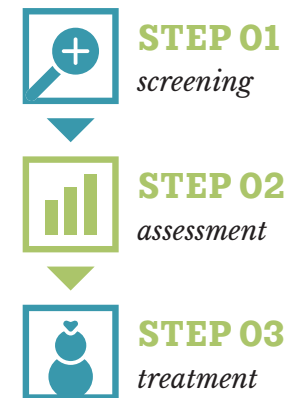 STEP 01
screening
STEP 02
assessment
STEP 03
treatment